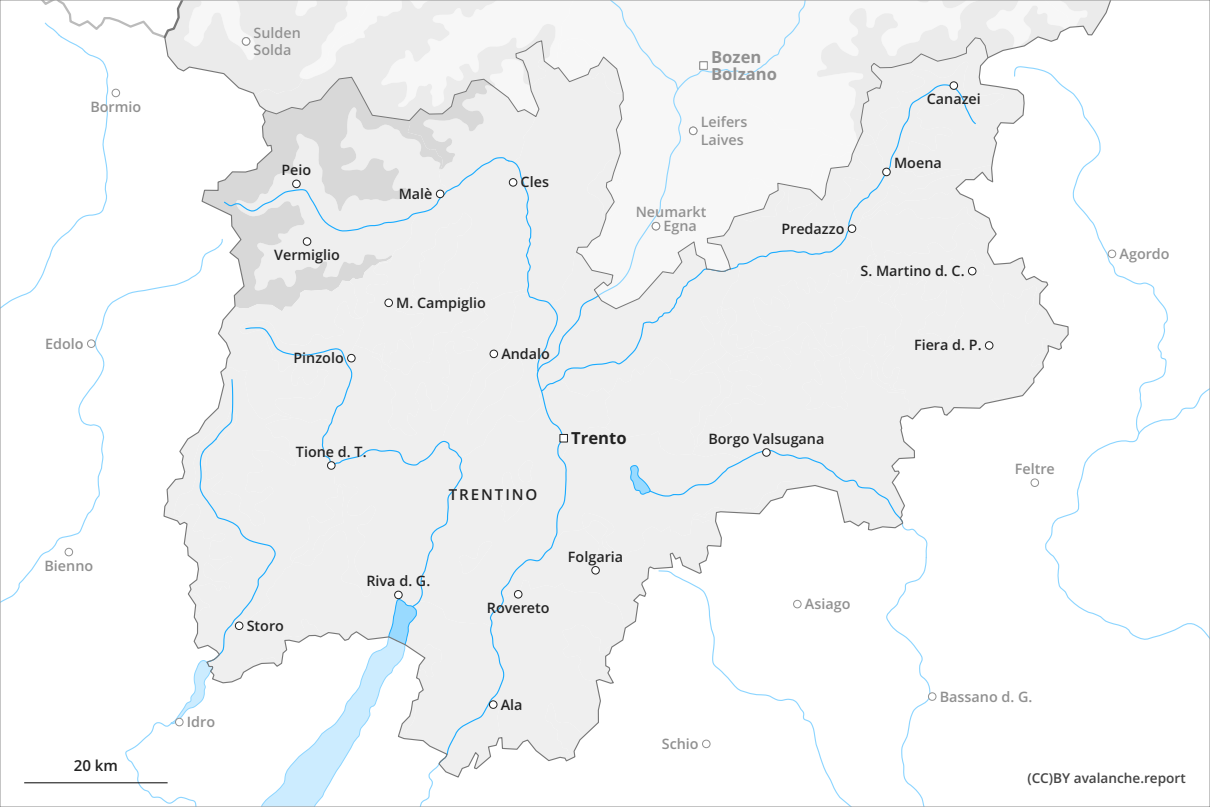 Sulden
Solda
Bozen
Bolzano
Bormio
Canazei
Leifers
Laives
Moena
Peio
Malè
Cles
Neumarkt
Egna
Predazzo
Vermiglio
Agordo
S. Martino d. C.
M. Campiglio
Edolo
Pinzolo
Andalo
Fiera d. P.
Trento
Borgo Valsugana
Tione d. T.
Feltre
TRENTINO
Bienno
Folgaria
Riva d. G.
Rovereto
Asiago
Storo
Bassano d. G.
Ala
Idro
Schio
20 km
(CC)BY avalanche.report